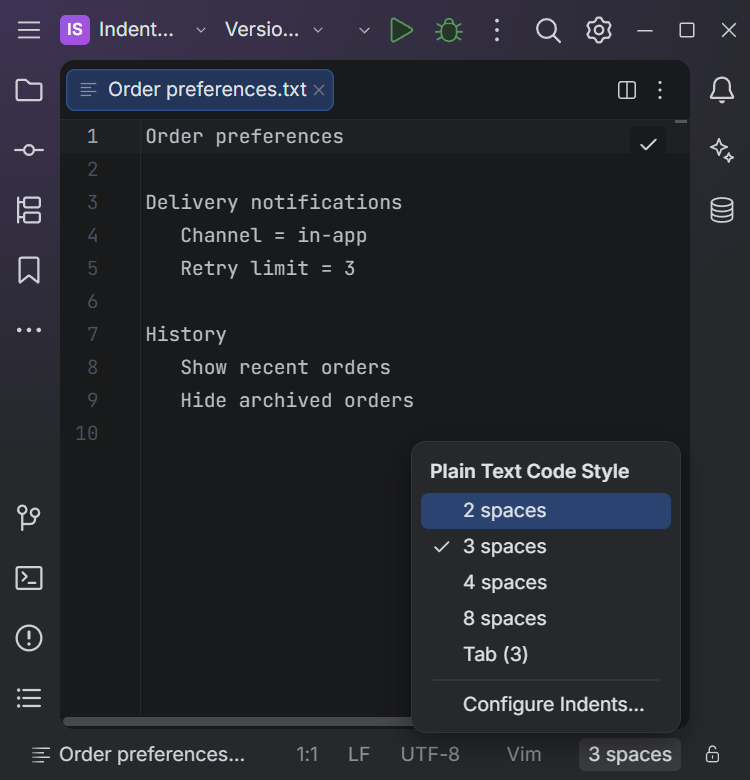 IS Indent... Versio...
Order preferences.txt
1 Order preferences
2
3 Delivery notifications
4    Channel = in-app
5    Retry limit = 3
6
7 History
8    Show recent orders
9    Hide archived orders
10
Plain Text Code Style
2 spaces
3 spaces
4 spaces
8 spaces
Tab (3)
Configure Indents...
Order preferences... 1:1 LF UTF-8 Vim 3 spaces